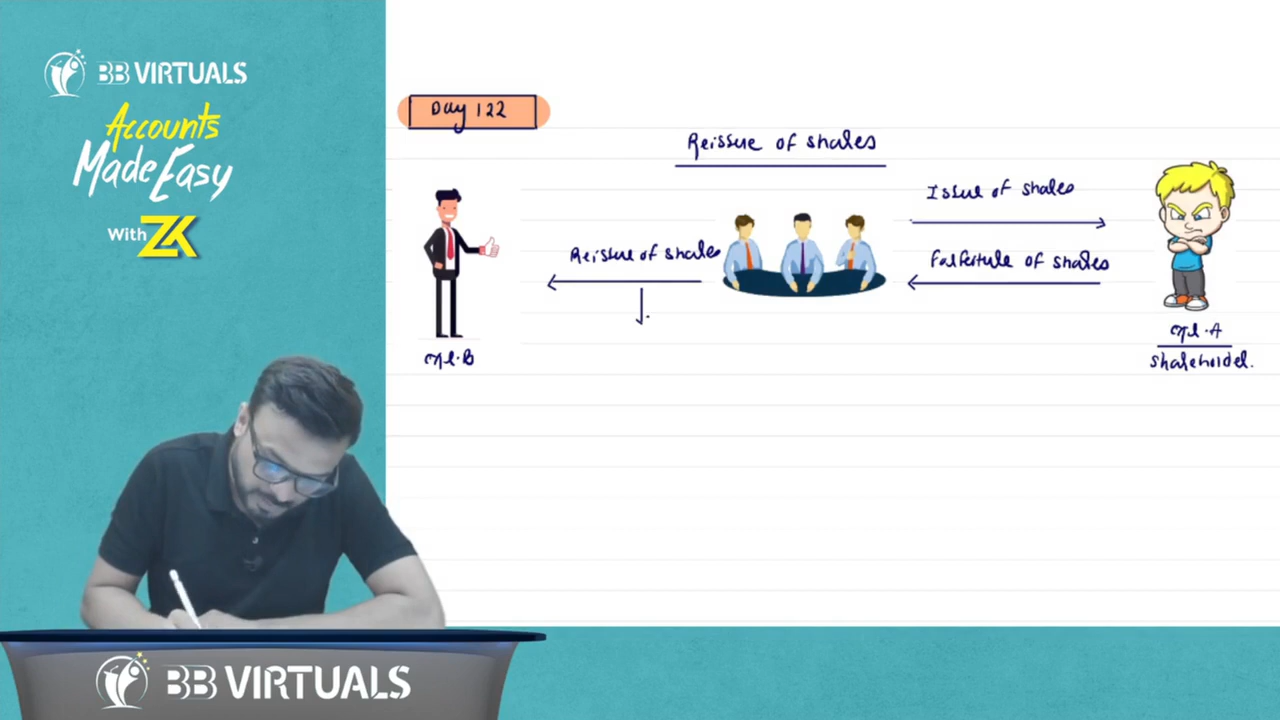 BB VIRTUALS
Accounts
Made Easy
With ZK
Day 122
Reissue of shares
Issue of shares
Reissue of shares
Forfeiture of shares
Mr. B
Mr. A
shareholder.
BB VIRTUALS